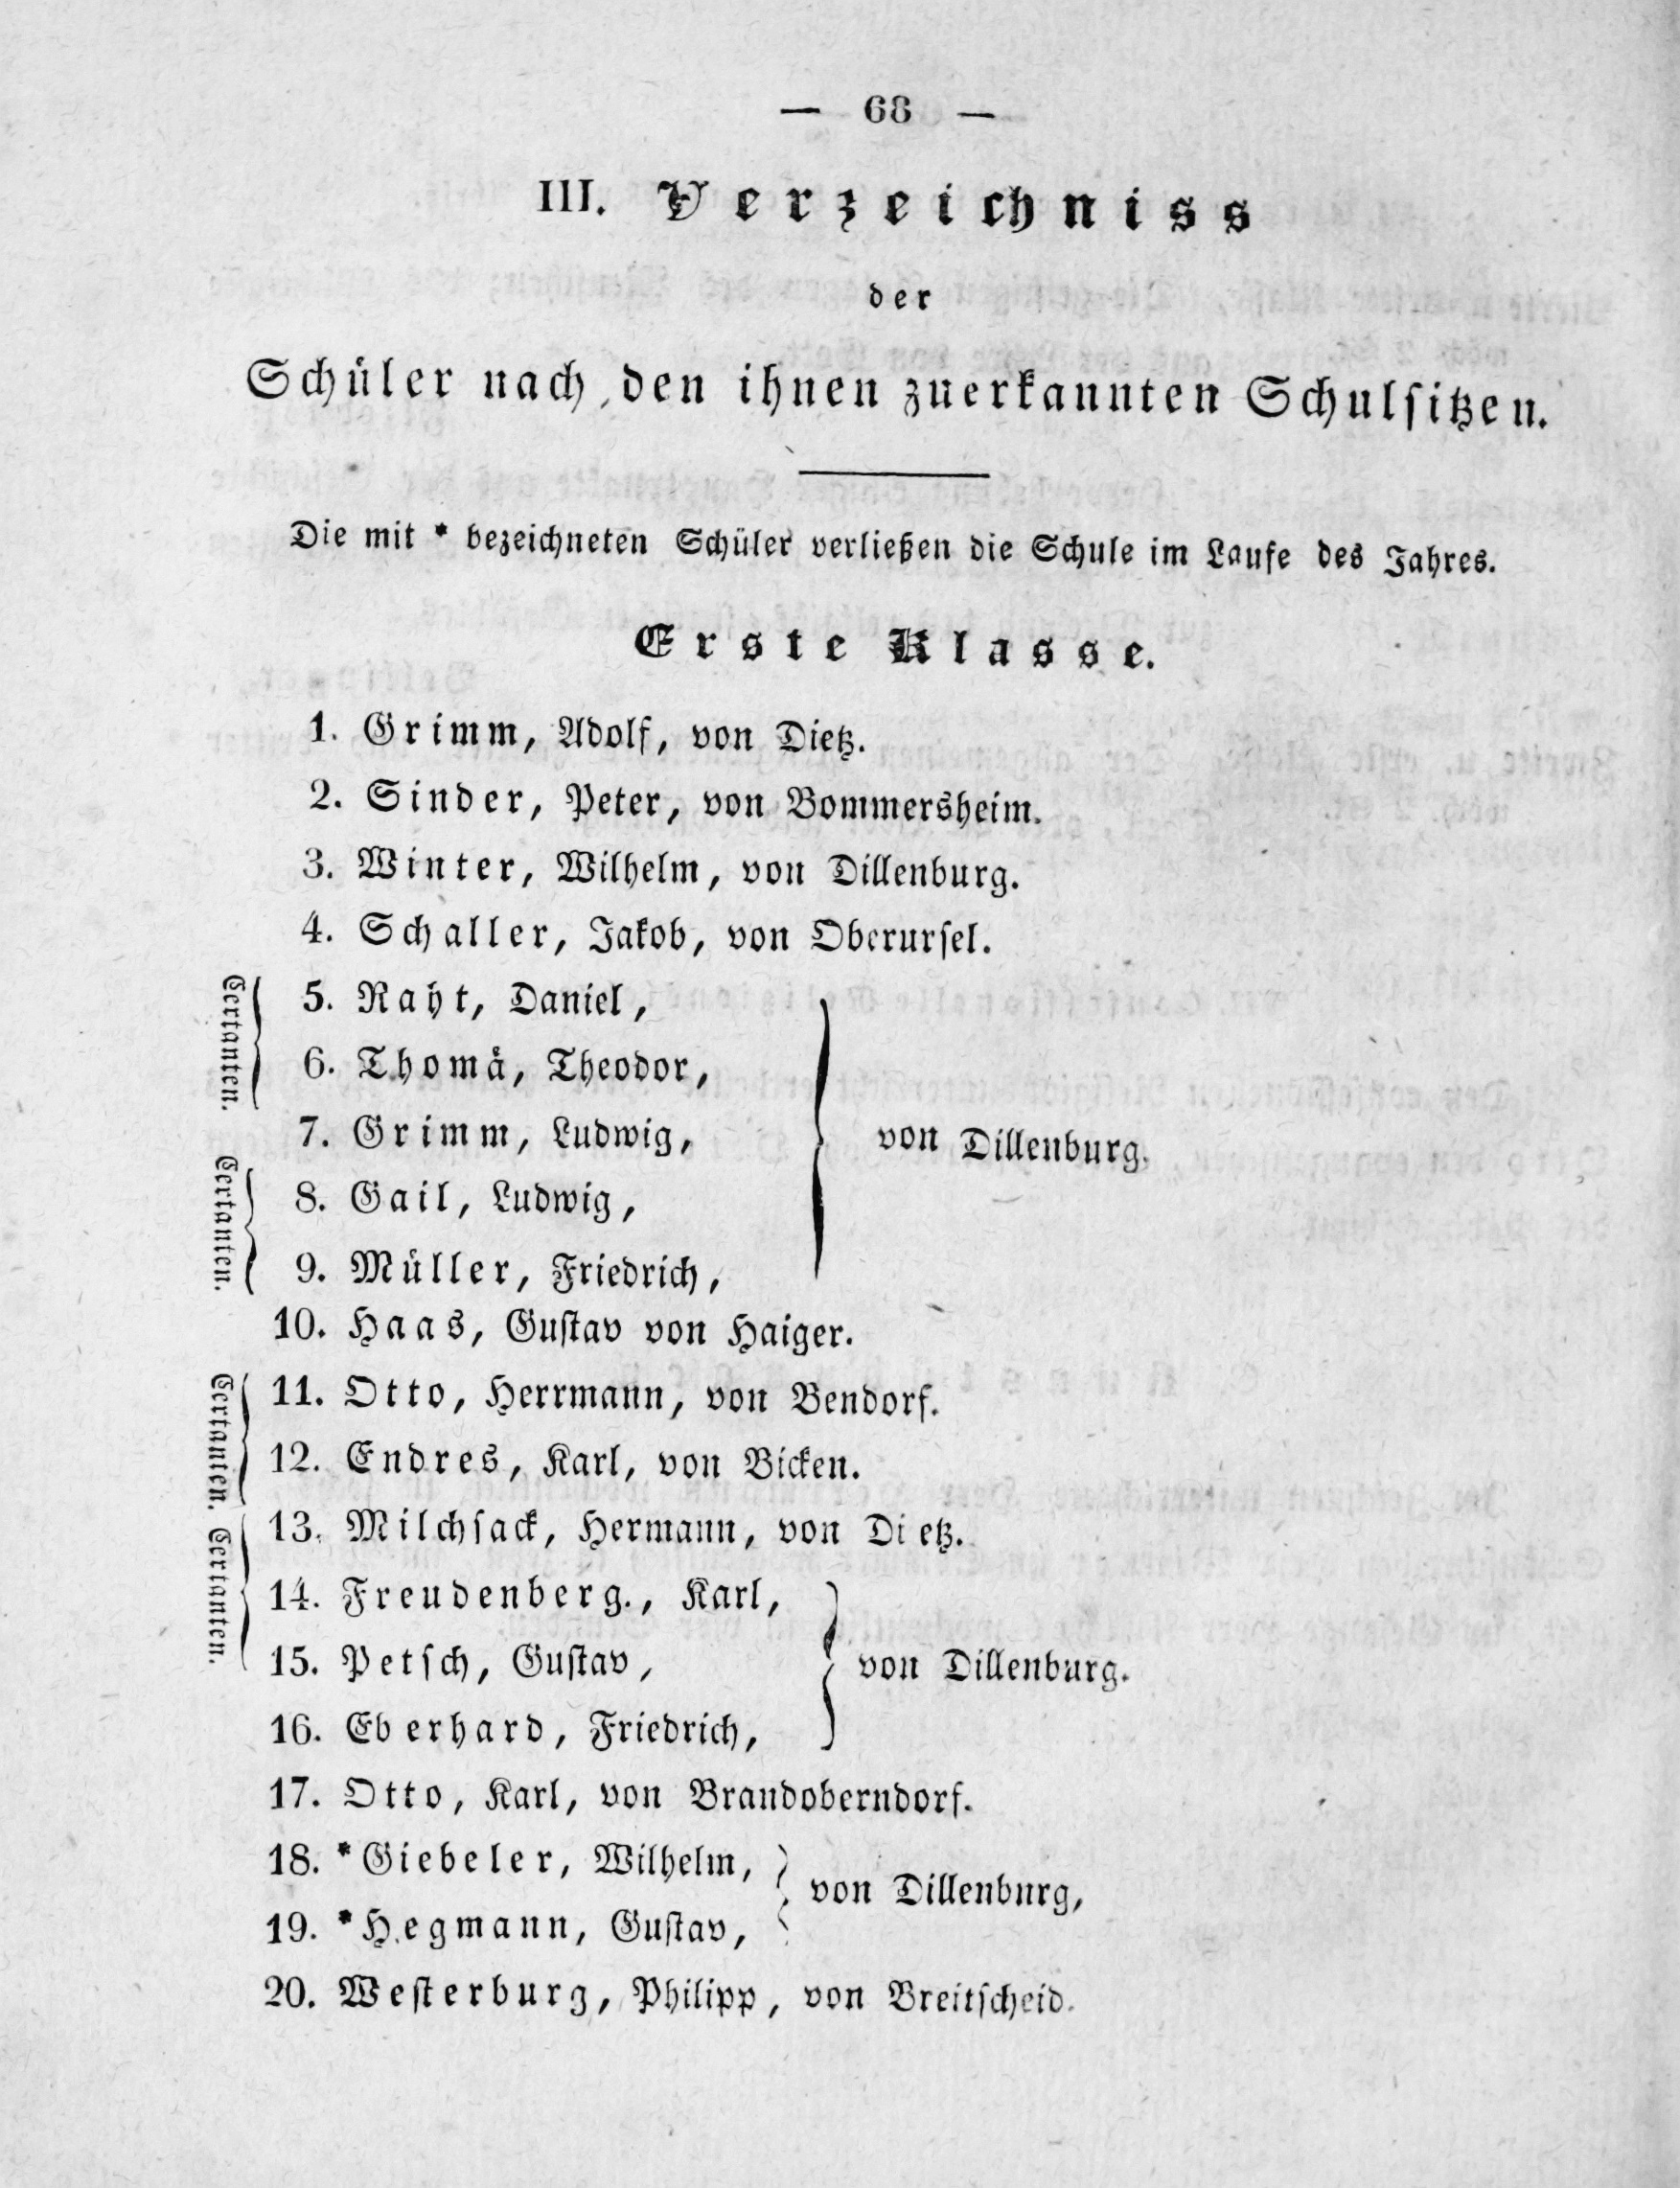 — 68 —
III. Verzeichniss
der
Schüler nach den ihnen zuerkannten Schulsitzen.
Die mit * bezeichneten Schüler verließen die Schule im Laufe des Jahres.
Erste Klasse.
1. Grimm, Adolf, von Dietz.
2. Sinder, Peter, von Bommersheim.
3. Winter, Wilhelm, von Dillenburg.
4. Schaller, Jakob, von Oberursel.
Certanten.
5. Raht, Daniel,
6. Thomä, Theodor,
7. Grimm, Ludwig,
von Dillenburg.
Certanten.
8. Gail, Ludwig,
9. Müller, Friedrich,
10. Haas, Gustav von Haiger.
Certanten.
11. Otto, Herrmann, von Bendorf.
12. Endres, Karl, von Bicken.
Certanten.
13. Milchsack, Hermann, von Dietz.
14. Freudenberg., Karl,
15. Petsch, Gustav,
von Dillenburg.
16. Eberhard, Friedrich,
17. Otto, Karl, von Brandoberndorf.
18. *Giebeler, Wilhelm,
von Dillenburg,
19. *Hegmann, Gustav,
20. Westerburg, Philipp, von Breitscheid.